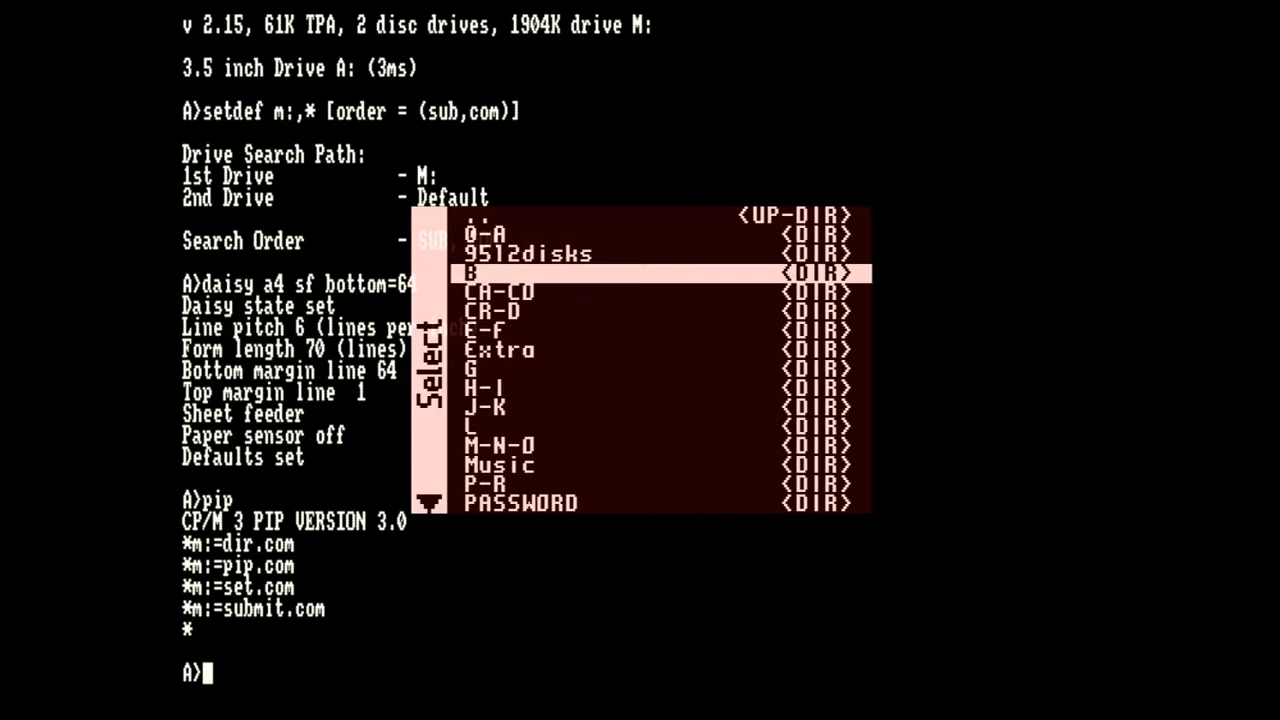 v 2.15, 61K TPA, 2 disc drives, 1904K drive M:
3.5 inch Drive A: (3ms)
A>setdef m:,* [order = (sub,com)]
Drive Search Path:
1st Drive - M:
2nd Drive - Default
Search Order - SUB,
A>daisy a4 sf bottom=64
Daisy state set
Line pitch 6 (lines per
Form length 70 (lines)
Bottom margin line 64
Top margin line 1
Sheet feeder
Paper sensor off
Defaults set
A>pip
CP/M 3 PIP VERSION 3.0
*m:=dir.com
*m:=pip.com
*m:=set.com
*m:=submit.com
*
A>
Select
.. <UP-DIR>
0-A <DIR>
9512disks <DIR>
B <DIR>
CA-CD <DIR>
CR-D <DIR>
E-F <DIR>
Extra <DIR>
G <DIR>
H-I <DIR>
J-K <DIR>
L <DIR>
M-N-O <DIR>
Music <DIR>
P-R <DIR>
PASSWORD <DIR>